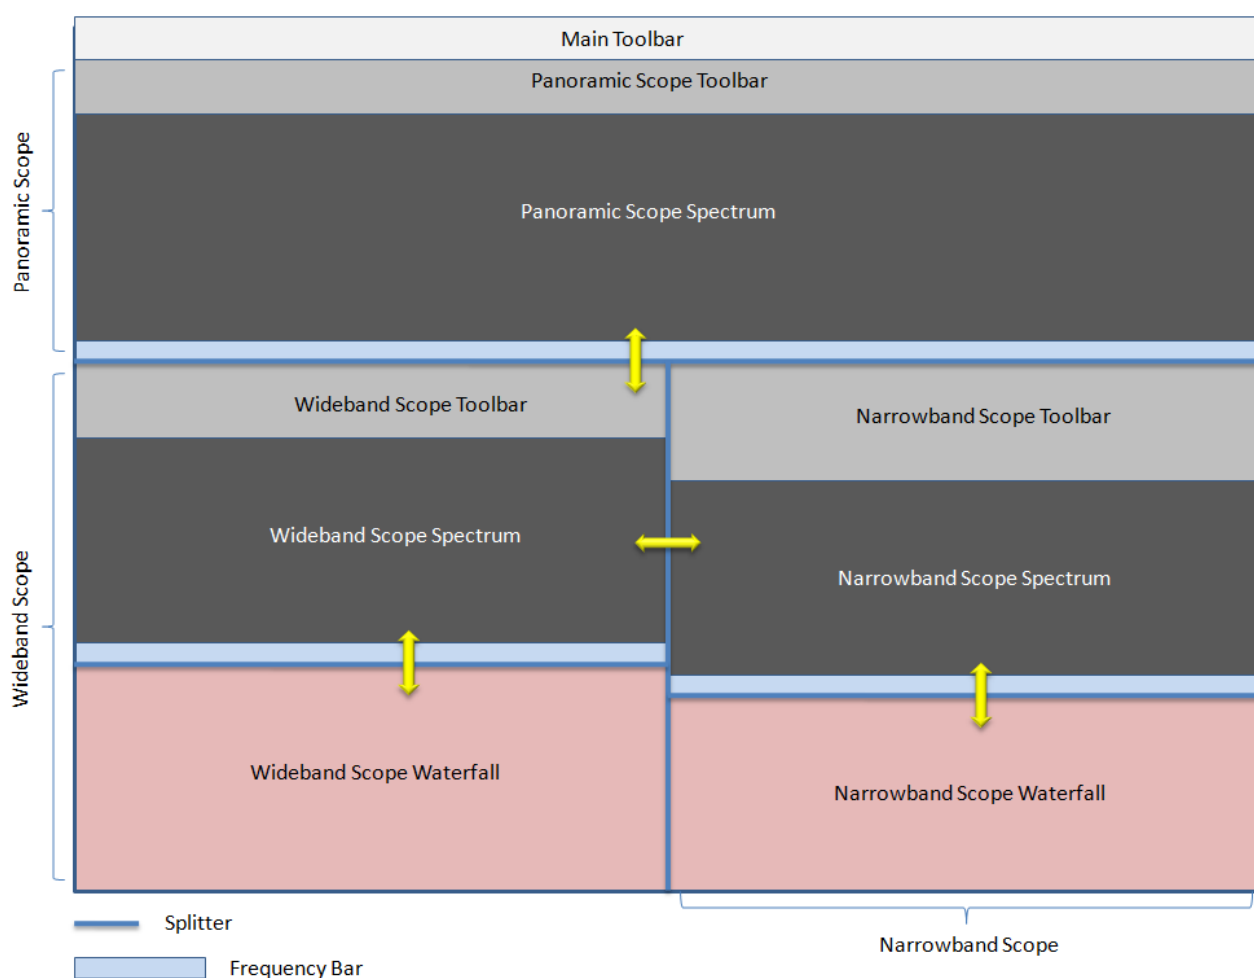 Main Toolbar
Panoramic Scope Toolbar
Panoramic Scope
Panoramic Scope Spectrum
Wideband Scope Toolbar
Narrowband Scope Toolbar
Wideband Scope Spectrum
Narrowband Scope Spectrum
Wideband Scope
Wideband Scope Waterfall
Narrowband Scope Waterfall
Splitter
Narrowband Scope
Frequency Bar